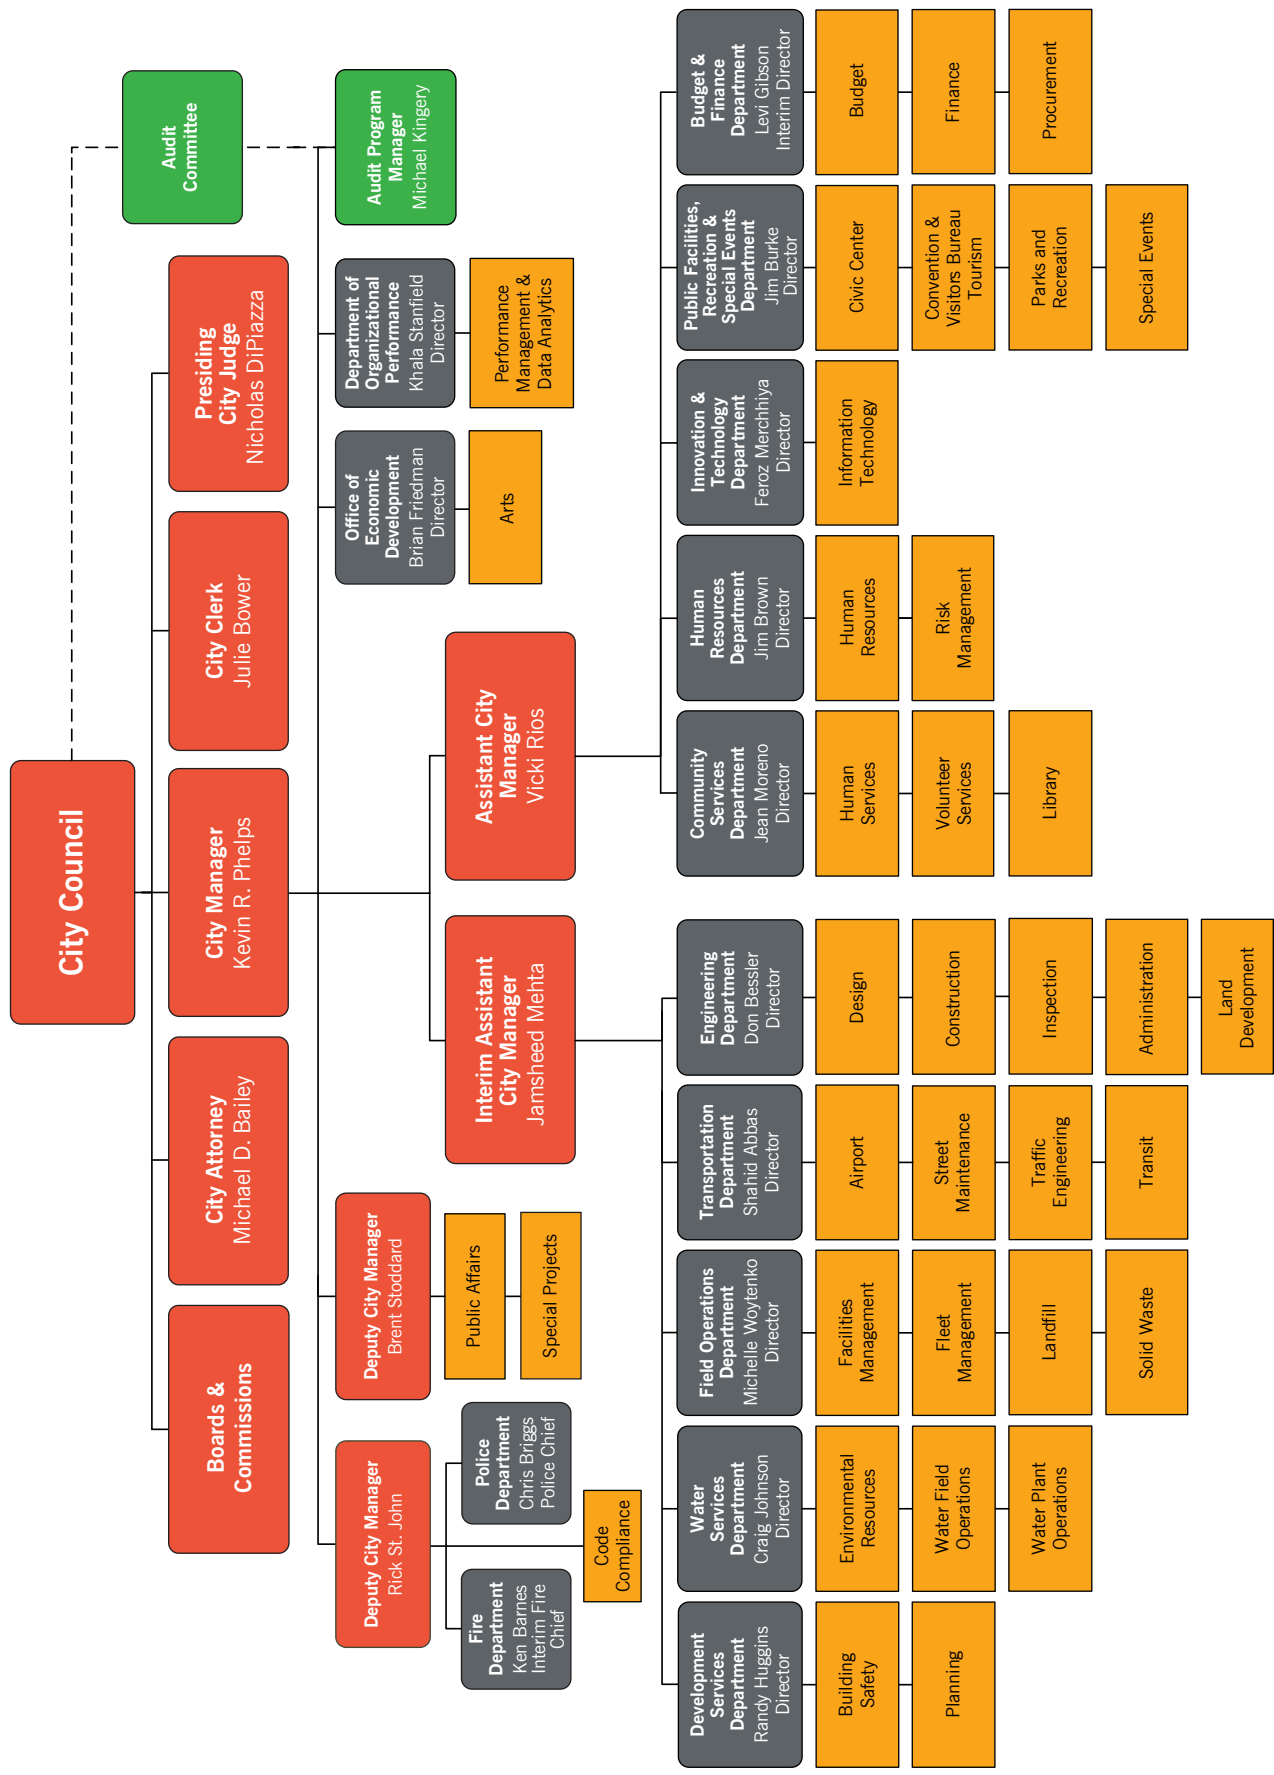 City Council
Audit
Committee
Boards &
Commissions
City Attorney
Michael D. Bailey
City Manager
Kevin R. Phelps
City Clerk
Julie Bower
Presiding
City Judge
Nicholas DiPiazza
Deputy City Manager
Rick St. John
Deputy City Manager
Brent Stoddard
Office of
Economic
Development
Brian Friedman
Director
Department of
Organizational
Performance
Khala Stanfield
Director
Audit Program
Manager
Michael Kingery
Fire
Department
Ken Barnes
Interim Fire
Chief
Police
Department
Chris Briggs
Police Chief
Code
Compliance
Public Affairs
Special Projects
Interim Assistant
City Manager
Jamsheed Mehta
Assistant City
Manager
Vicki Rios
Arts
Performance
Management &
Data Analytics
Development
Services
Department
Randy Huggins
Director
Building
Safety
Planning
Water
Services
Department
Craig Johnson
Director
Environmental
Resources
Water Field
Operations
Water Plant
Operations
Field Operations
Department
Michelle Woytenko
Director
Facilities
Management
Fleet
Management
Landfill
Solid Waste
Transportation
Department
Shahid Abbas
Director
Airport
Street
Maintenance
Traffic
Engineering
Transit
Engineering
Department
Don Bessler
Director
Design
Construction
Inspection
Administration
Land
Development
Community
Services
Department
Jean Moreno
Director
Human
Services
Volunteer
Services
Library
Human
Resources
Department
Jim Brown
Director
Human
Resources
Risk
Management
Innovation &
Technology
Department
Feroz Merchhiya
Director
Information
Technology
Public Facilities,
Recreation &
Special Events
Department
Jim Burke
Director
Civic Center
Convention &
Visitors Bureau
Tourism
Parks and
Recreation
Special Events
Budget &
Finance
Department
Levi Gibson
Interim Director
Budget
Finance
Procurement